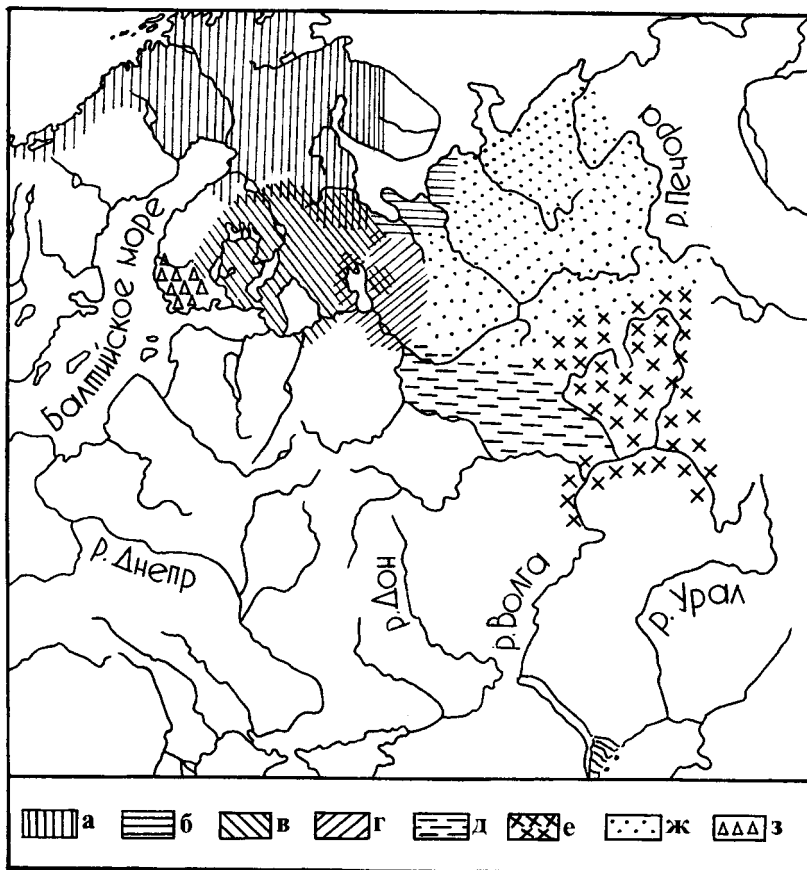 р. Печора
Балтийское море
р. Днепр
р. Дон
р. Волга
р. Урал
а б в г д е ж з